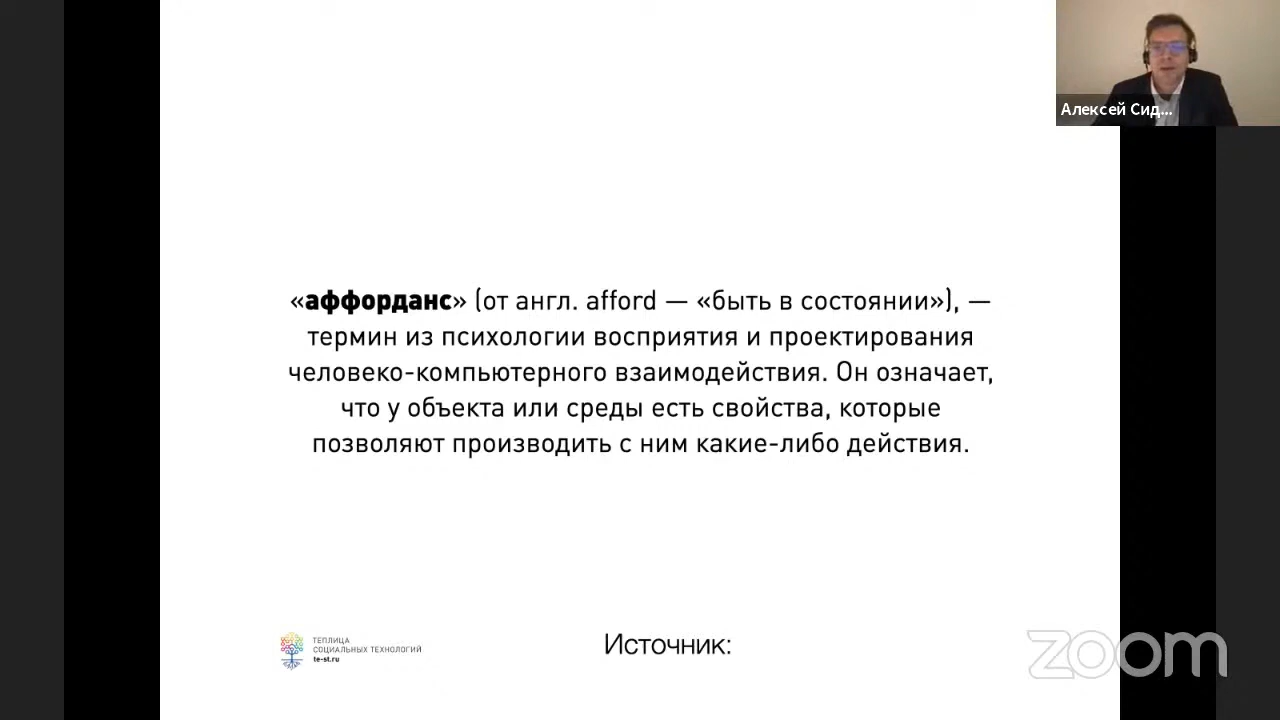 Алексей Сид...
«аффорданс» (от англ. afford — «быть в состоянии»), —
термин из психологии восприятия и проектирования
человеко-компьютерного взаимодействия. Он означает,
что у объекта или среды есть свойства, которые
позволяют производить с ним какие-либо действия.
ТЕПЛИЦА
СОЦИАЛЬНЫХ ТЕХНОЛОГИЙ
te-st.ru
Источник:
zoom